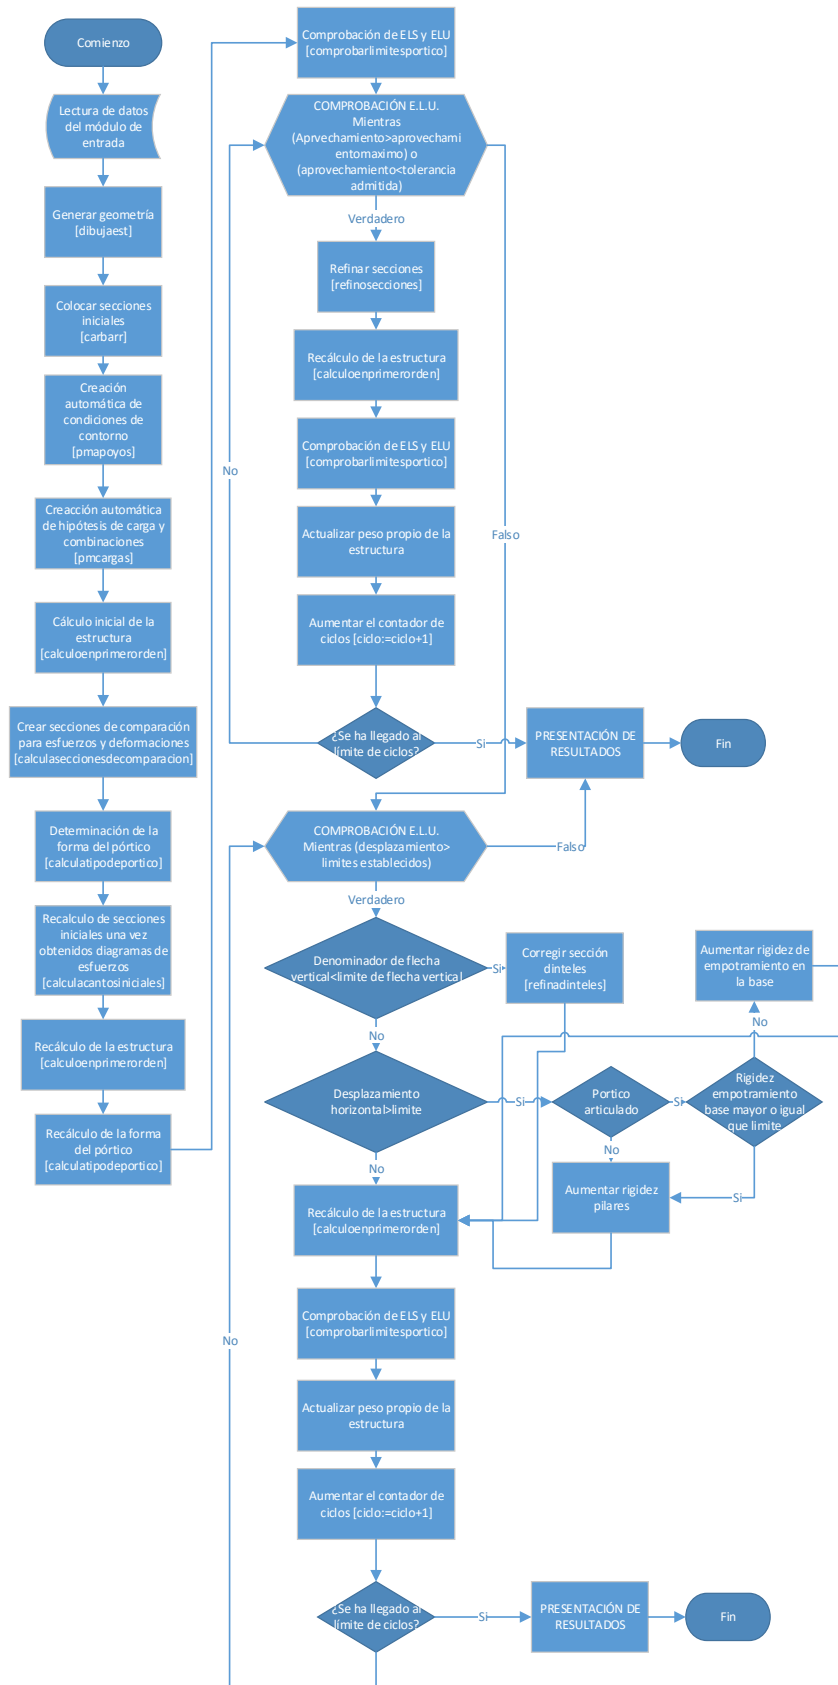 Comienzo
Lectura de datos
del módulo de
entrada
Generar geometría
[dibujaest]
Colocar secciones
iniciales
[carbarr]
Creación
automática de
condiciones de
contorno
[pmapoyos]
Creacción automática
de hipótesis de carga y
combinaciones
[pmcargas]
Cálculo inicial de la
estructura
[calculoenprimerorden]
Crear secciones de comparación
para esfuerzos y deformaciones
[calculaseccionesdecomparacion]
Determinación de la
forma del pórtico
[calculatipodeportico]
Recalculo de secciones
iniciales una vez
obtenidos diagramas de
esfuerzos
[calculacantosiniciales]
Recálculo de la estructura
[calculoenprimerorden]
Recálculo de la forma
del pórtico
[calculatipodeportico]
Comprobación de ELS y ELU
[comprobarlimitesportico]
COMPROBACIÓN E.L.U.
Mientras
(Aprvechamiento>aprovechami
entomaximo) o
(aprovechamiento<tolerancia
admitida)
Verdadero
Refinar secciones
[refinosecciones]
Recálculo de la estructura
[calculoenprimerorden]
Comprobación de ELS y ELU
[comprobarlimitesportico]
No
Actualizar peso propio de la
estructura
Falso
Aumentar el contador de
ciclos [ciclo:=ciclo+1]
¿Se ha llegado al
límite de ciclos?
Si
PRESENTACIÓN DE
RESULTADOS
Fin
COMPROBACIÓN E.L.U.
Mientras (desplazamiento>
limites establecidos)
Falso
Verdadero
Denominador de flecha
vertical<limite de flecha vertical
Si
Corregir sección
dinteles
[refinadinteles]
Aumentar rigidez de
empotramiento en
la base
No
No
Desplazamiento
horizontal>limite
Si
Portico
articulado
Si
Rigidez
empotramiento
base mayor o igual
que limite
No
No
Si
Aumentar rigidez
pilares
Recálculo de la estructura
[calculoenprimerorden]
Comprobación de ELS y ELU
[comprobarlimitesportico]
No
Actualizar peso propio de la
estructura
Aumentar el contador de
ciclos [ciclo:=ciclo+1]
¿Se ha llegado al
límite de ciclos?
Si
PRESENTACIÓN DE
RESULTADOS
Fin